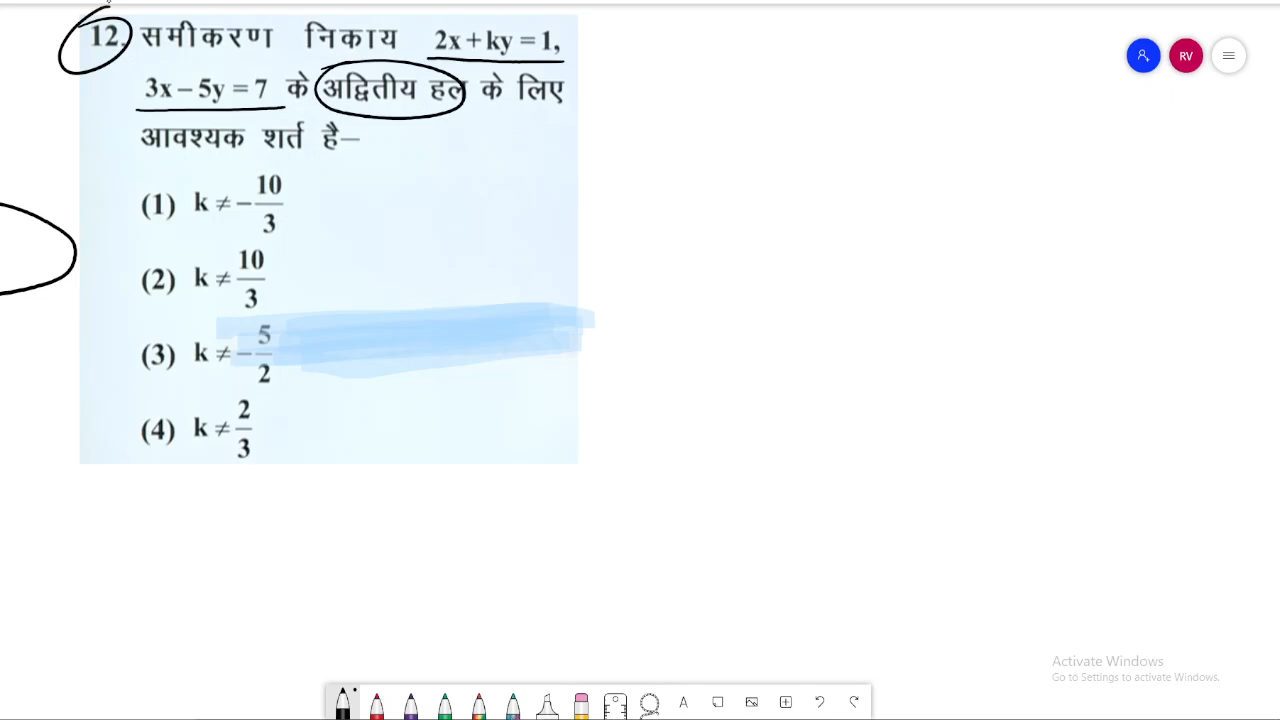 12. समीकरण निकाय 2x + ky = 1,
3x – 5y = 7 के अद्वितीय हल के लिए
आवश्यक शर्त है–
(1) k ≠ –10/3
(2) k ≠ 10/3
(3) k ≠ –5/2
(4) k ≠ 2/3
RV
Activate Windows
Go to Settings to activate Windows.
A